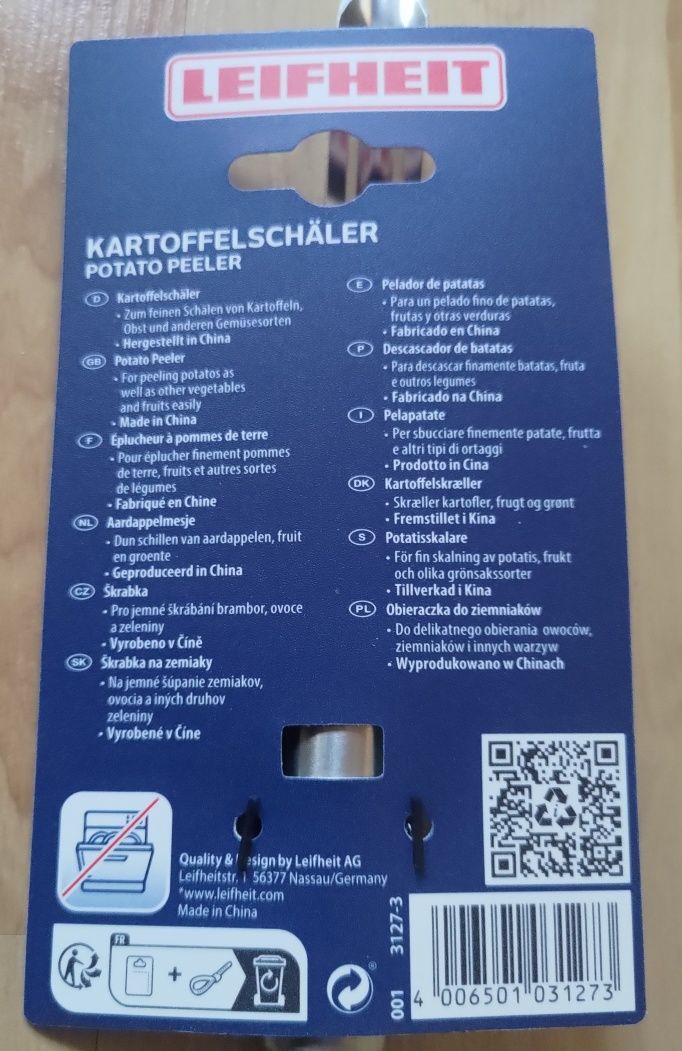 LEIFHEIT
KARTOFFELSCHÄLER
POTATO PEELER
D Kartoffelschäler
• Zum feinen Schälen von Kartoffeln,
Obst und anderen Gemüsesorten
• Hergestellt in China
GB Potato Peeler
• For peeling potatos as
well as other vegetables
and fruits easily
• Made in China
F Éplucheur à pommes de terre
• Pour éplucher finement pommes
de terre, fruits et autres sortes
de légumes
• Fabriqué en Chine
NL Aardappelmesje
• Dun schillen van aardappelen, fruit
en groente
• Geproduceerd in China
CZ Škrabka
• Pro jemné škrábání brambor, ovoce
a zeleniny
• Vyrobeno v Číně
SK Škrabka na zemiaky
• Na jemné šúpanie zemiakov,
ovocia a iných druhov
zeleniny
• Vyrobené v Číne
E Pelador de patatas
• Para un pelado fino de patatas,
frutas y otras verduras
• Fabricado en China
P Descascador de batatas
• Para descascar finamente batatas, fruta
e outros legumes
• Fabricado na China
I Pelapatate
• Per sbucciare finemente patate, frutta
e altri tipi di ortaggi
• Prodotto in Cina
DK Kartoffelskræller
• Skræller kartofler, frugt og grønt
• Fremstillet i Kina
S Potatisskalare
• För fin skalning av potatis, frukt
och olika grönsakssorter
• Tillverkad i Kina
PL Obieraczka do ziemniaków
• Do delikatnego obierania owoców,
ziemniaków i innych warzyw
• Wyprodukowano w Chinach
Quality & Design by Leifheit AG
Leifheitstr. 56377 Nassau/Germany
*www.leifheit.com
Made in China
FR
+
001 3127-3
4 006501 031273